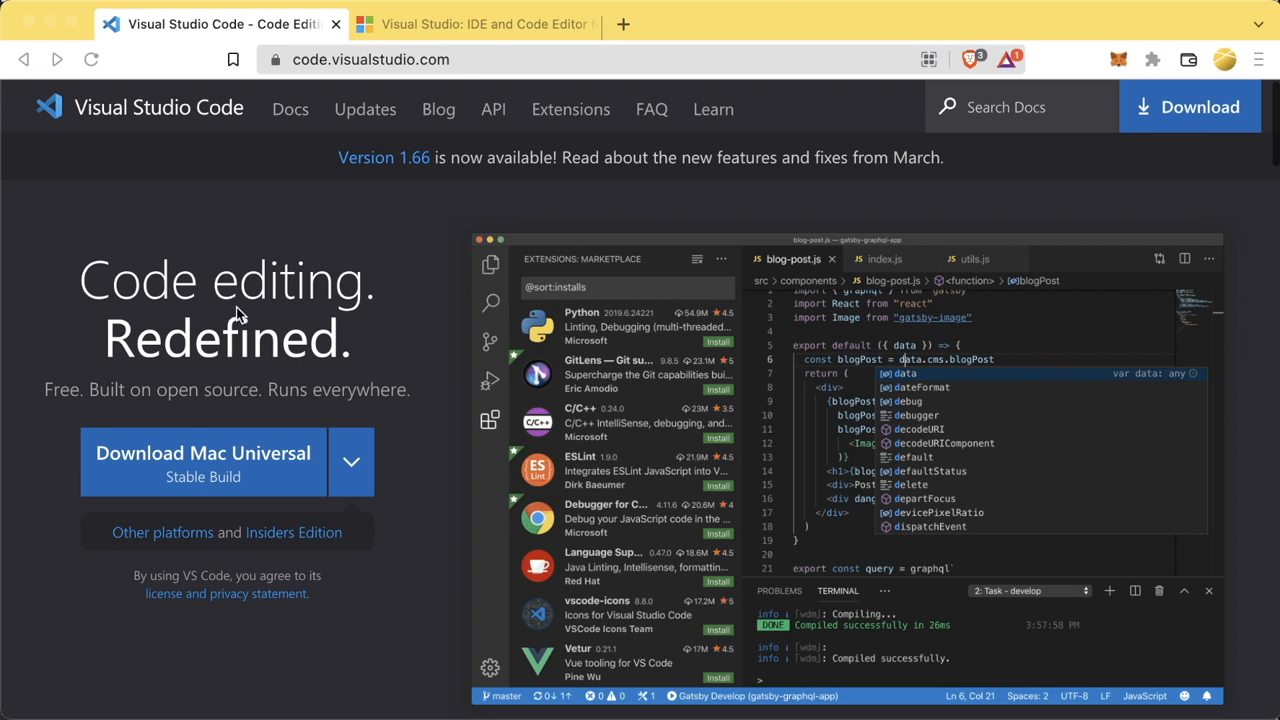 Visual Studio Code - Code Editi
Visual Studio: IDE and Code Editor f
code.visualstudio.com
3
1
Visual Studio Code
Docs
Updates
Blog
API
Extensions
FAQ
Learn
Search Docs
Download
Version 1.66 is now available! Read about the new features and fixes from March.
Code editing.
Redefined.
Free. Built on open source. Runs everywhere.
Download Mac Universal
Stable Build
Other platforms and Insiders Edition
By using VS Code, you agree to its
license and privacy statement.
blog-post.js — gatsby-graphql-app
EXTENSIONS: MARKETPLACE
@sort:installs
Python 2019.6.24221 54.9M ★4.5
Linting, Debugging (multi-threaded...
Microsoft Install
GitLens — Git su... 9.8.5 23.1M ★5
Supercharge the Git capabilities bui...
Eric Amodio Install
C/C++ 0.24.0 23M ★3.5
C/C++ IntelliSense, debugging, and...
Microsoft Install
ESLint 1.9.0 21.9M ★4.5
Integrates ESLint JavaScript into V...
Dirk Baeumer Install
Debugger for C... 4.11.6 20.6M ★4
Debug your JavaScript code in the ...
Microsoft Install
Language Sup... 0.47.0 18.6M ★4.5
Java Linting, Intellisense, formattin...
Red Hat Install
vscode-icons 8.8.0 17.2M ★5
Icons for Visual Studio Code
VSCode Icons Team Install
Vetur 0.21.1 17M ★4.5
Vue tooling for VS Code
Pine Wu Install
C/C++
ES
Lint
JS blog-post.js
JS index.js
JS utils.js
src > components > JS blog-post.js > <function> > blogPost
1 import { graphql } from "gatsby"
2 import React from "react"
3 import Image from "gatsby-image"
4
5 export default ({ data }) => {
6 const blogPost = data.cms.blogPost
7 return (
8 <div>
9 {blogPost
10 blogPo
11 blogPo
12 <Imag
13 )}
14 <h1>{blog
15 <div>Post
16 <div dang
17 </div>
18 )
19 }
20
21 export const query = graphql`
data var data: any
dateFormat
debug
debugger
decodeURI
decodeURIComponent
default
defaultStatus
delete
departFocus
devicePixelRatio
dispatchEvent
PROBLEMS
TERMINAL
...
2: Task - develop
info ⌈wdm⌋: Compiling...
DONE Compiled successfully in 26ms 3:57:58 PM
info ⌈wdm⌋:
info ⌈wdm⌋: Compiled successfully.
>
master
0↓ 1↑
0
0
1
Gatsby Develop (gatsby-graphql-app)
Ln 6, Col 21
Spaces: 2
UTF-8
LF
JavaScript